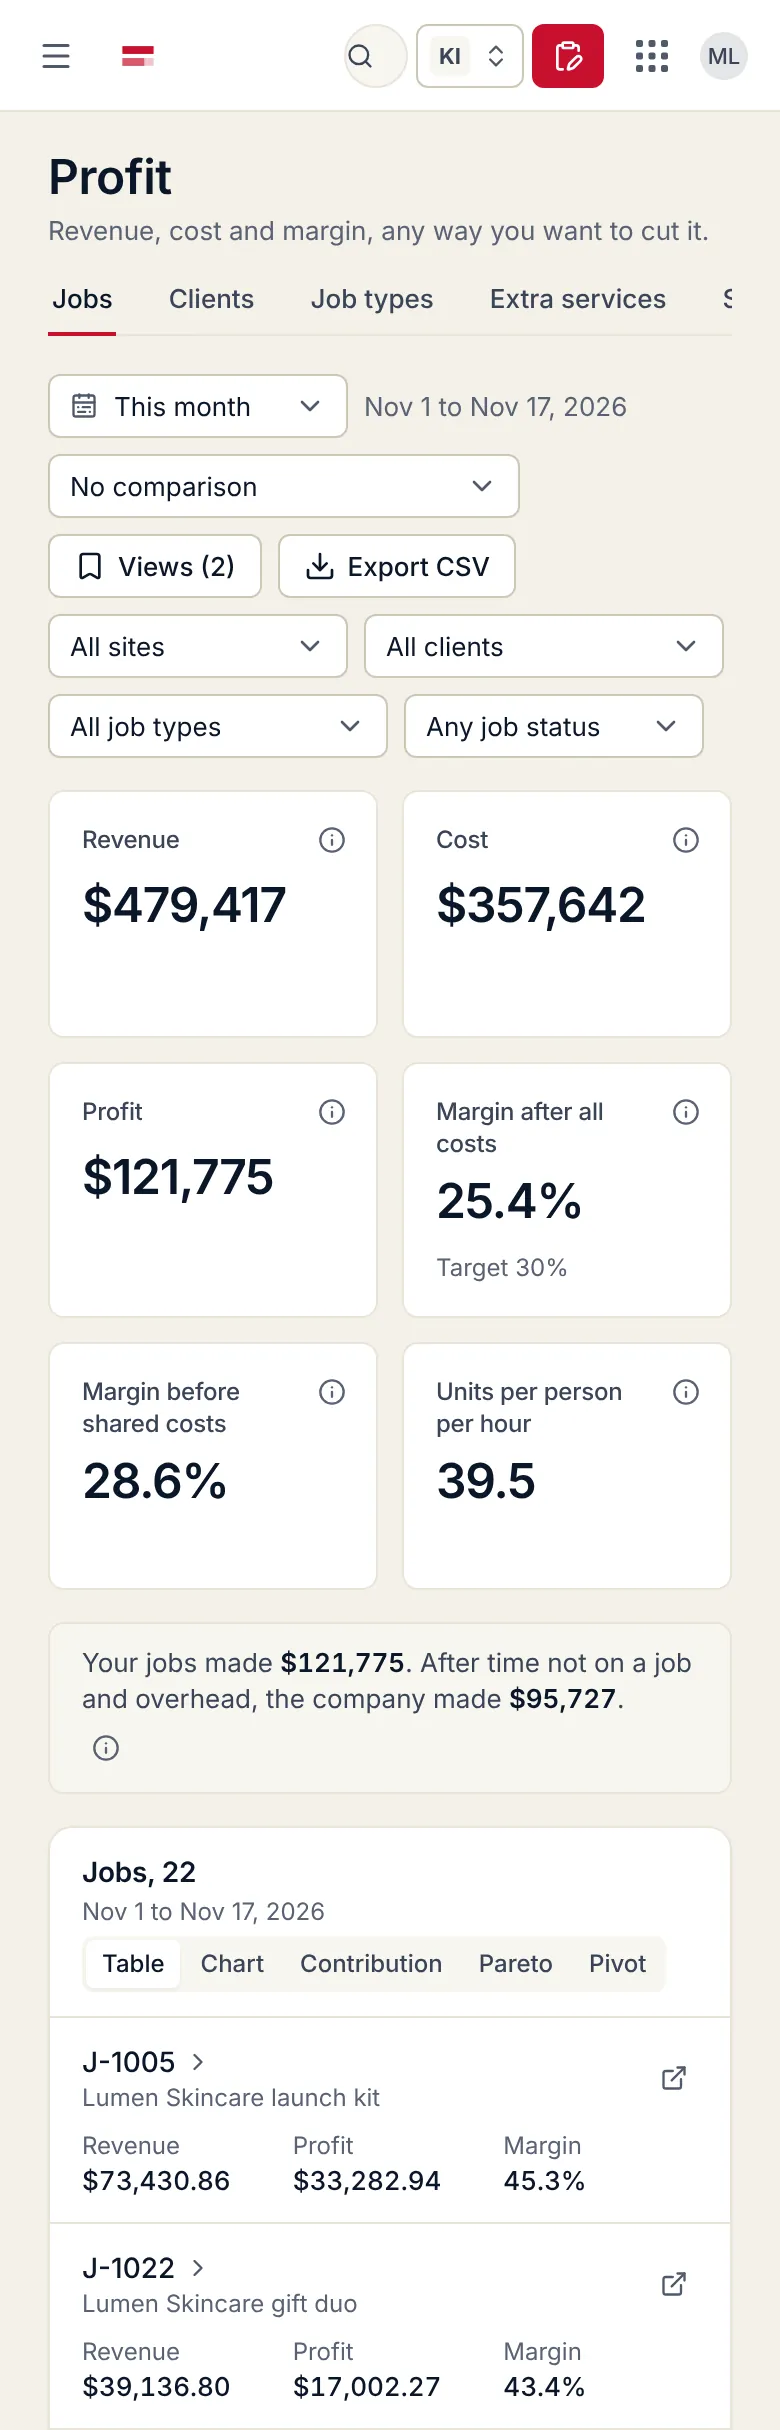 KI
ML
Profit
Revenue, cost and margin, any way you want to cut it.
Jobs Clients Job types Extra services
This month Nov 1 to Nov 17, 2026
No comparison
Views (2) Export CSV
All sites All clients
All job types Any job status
Revenue Cost
$479,417 $357,642
Profit Margin after all
costs
$121,775 25.4%
Target 30%
Margin before Units per person
shared costs per hour
28.6% 39.5
Your jobs made $121,775. After time not on a job
and overhead, the company made $95,727.
Jobs, 22
Nov 1 to Nov 17, 2026
Table Chart Contribution Pareto Pivot
J-1005
Lumen Skincare launch kit
Revenue Profit Margin
$73,430.86 $33,282.94 45.3%
J-1022
Lumen Skincare gift duo
Revenue Profit Margin
$39,136.80 $17,002.27 43.4%